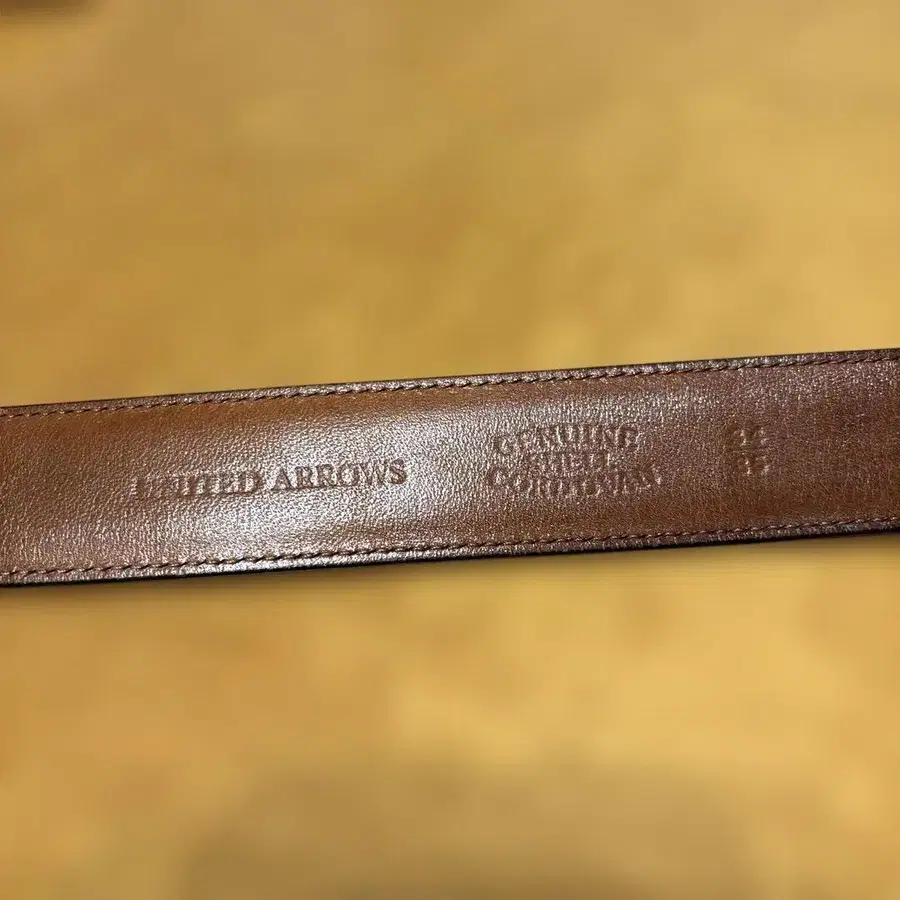 UNITED ARROWS
GENUINE
SHELL
CORDOVAN